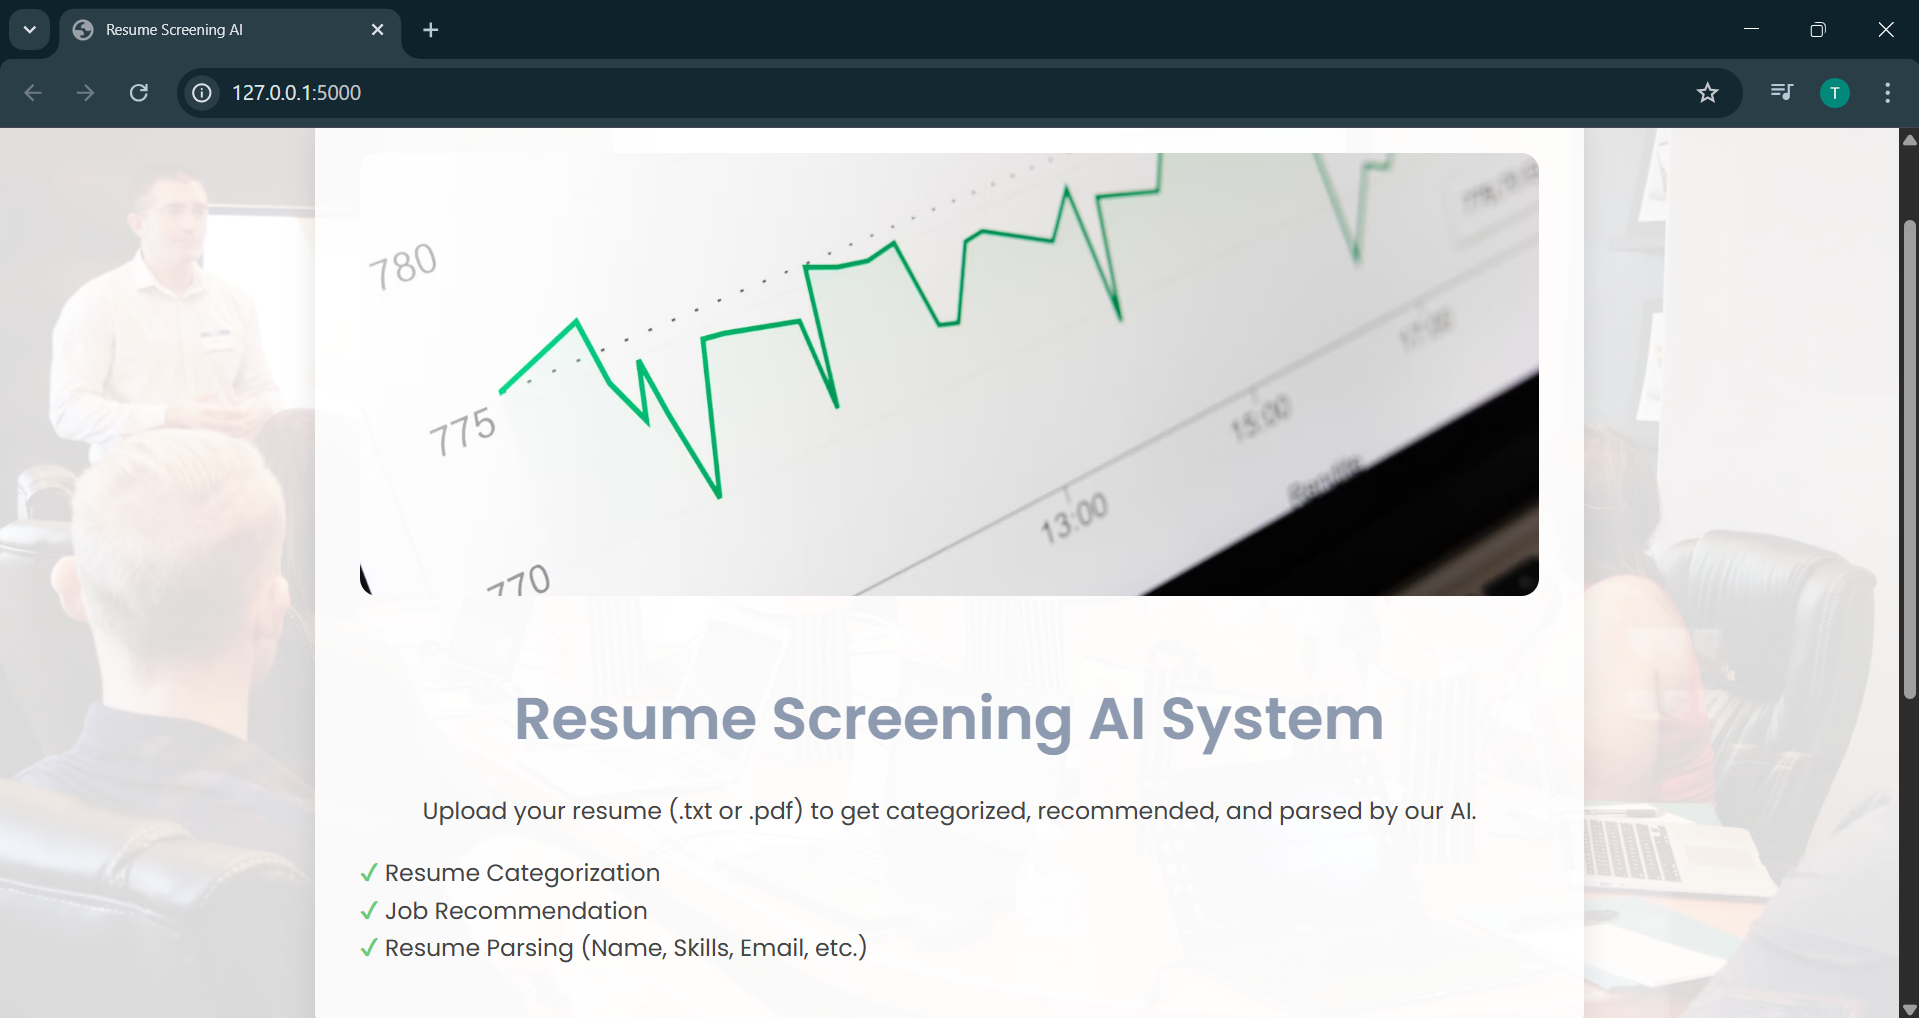 Resume Screening AI
127.0.0.1:5000
T
780
775
770
13:00
15:00
17:00
Resume Screening AI System
Upload your resume (.txt or .pdf) to get categorized, recommended, and parsed by our AI.
✓ Resume Categorization
✓ Job Recommendation
✓ Resume Parsing (Name, Skills, Email, etc.)